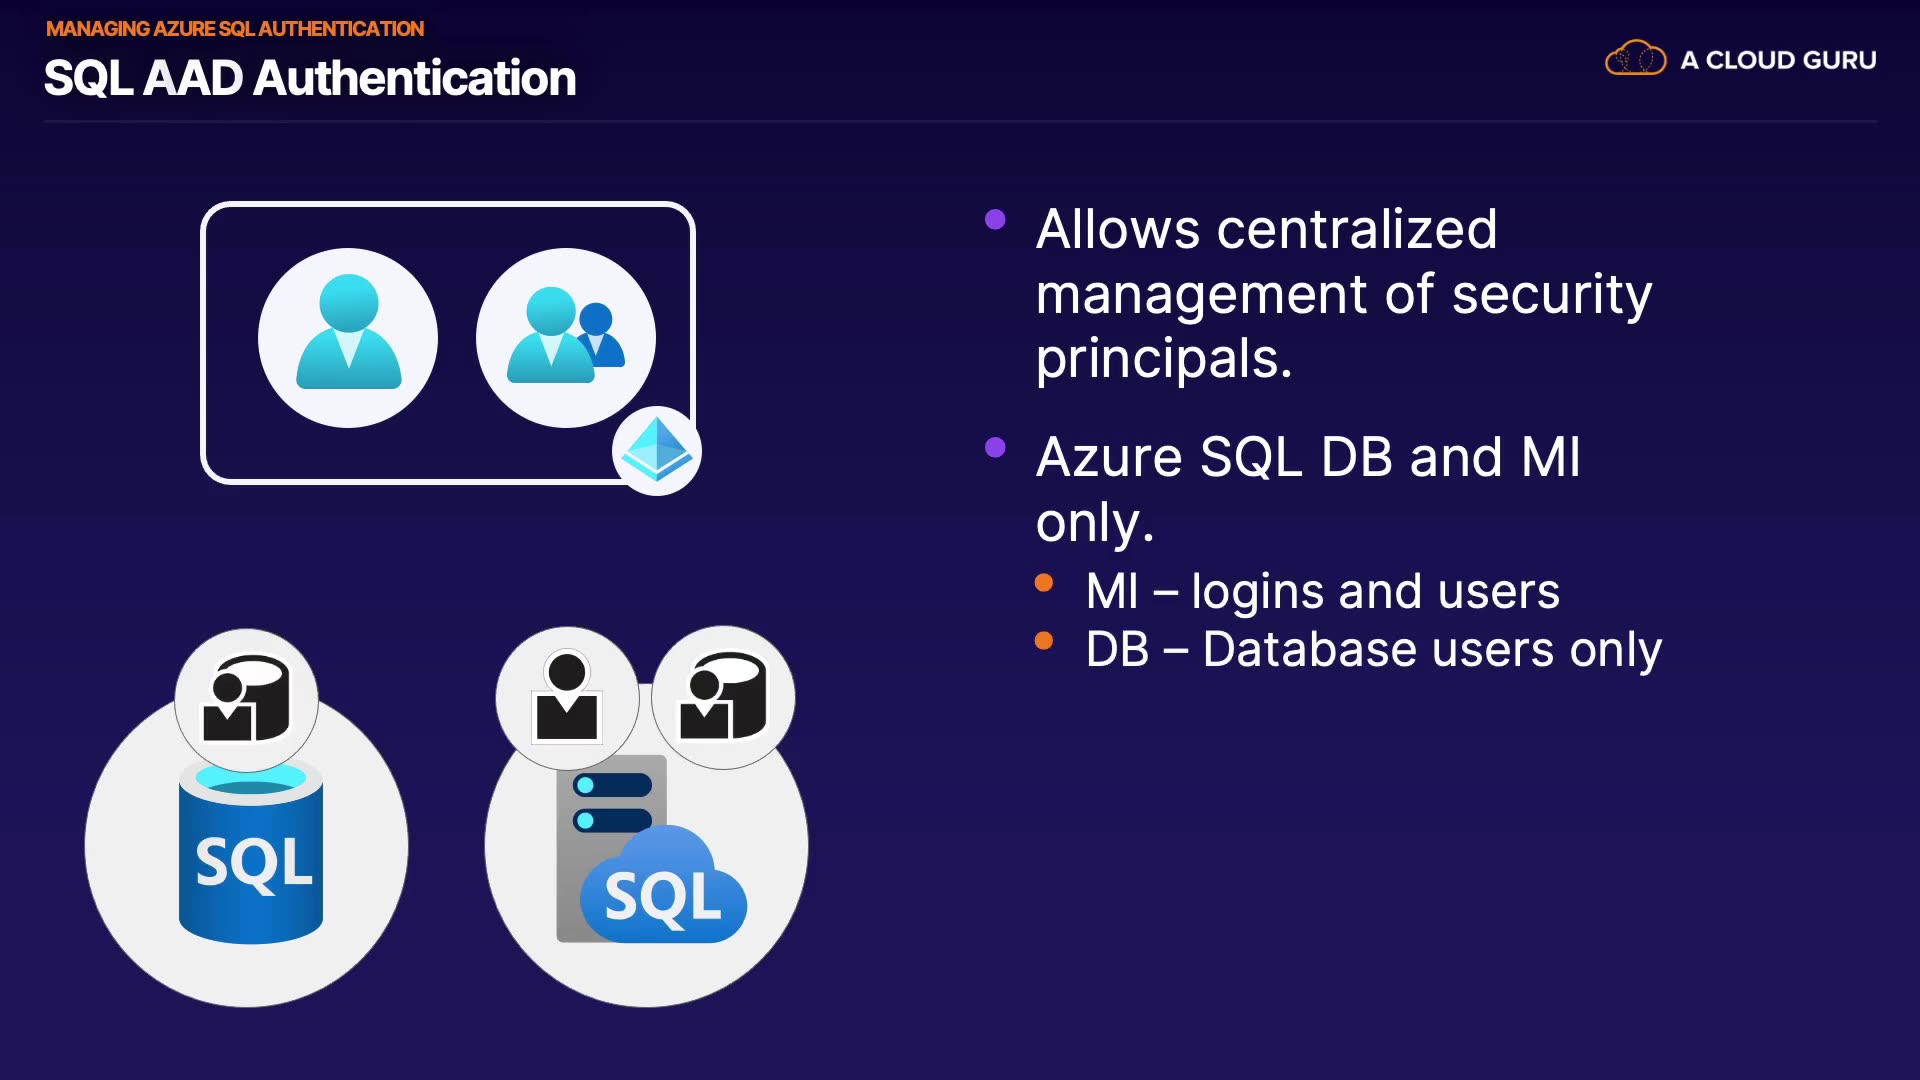 MANAGING AZURE SQL AUTHENTICATION
SQL AAD Authentication
A CLOUD GURU
Allows centralized
management of security
principals.
Azure SQL DB and MI
only.
MI – logins and users
DB – Database users only
SQL
SQL